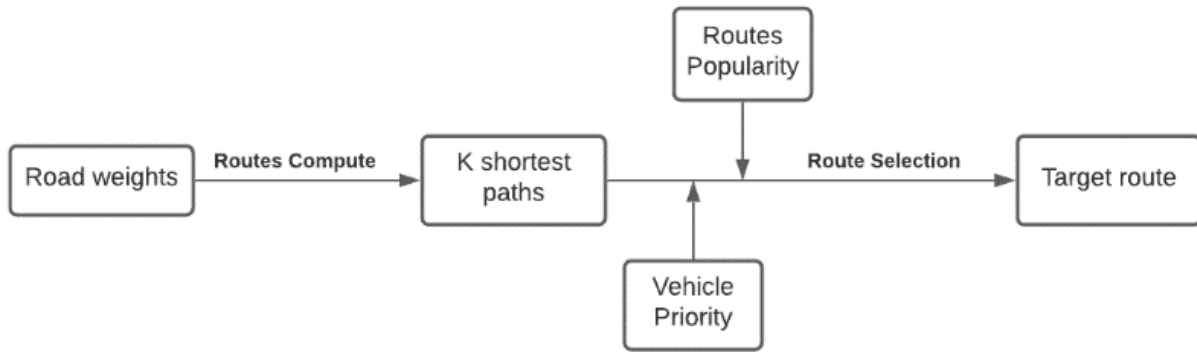 Routes
Popularity
Road weights
Routes Compute
K shortest
paths
Route Selection
Target route
Vehicle
Priority